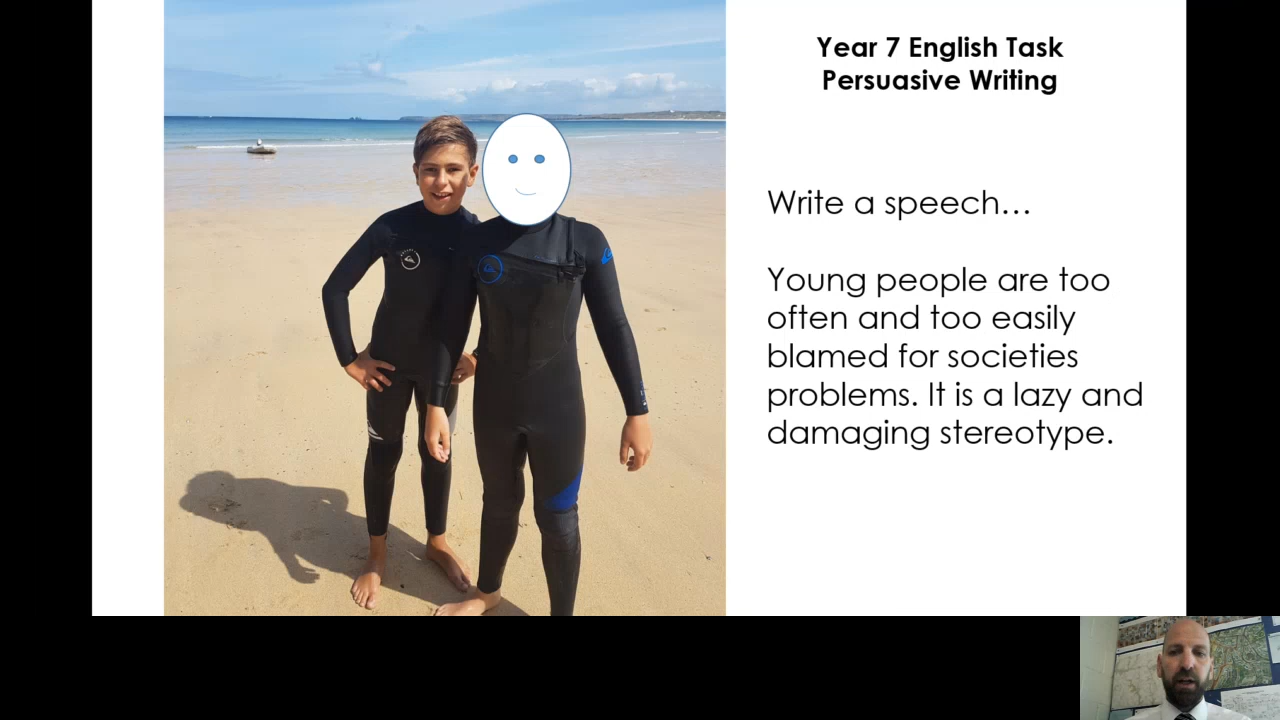 Year 7 English Task
Persuasive Writing
Write a speech…
Young people are too
often and too easily
blamed for societies
problems. It is a lazy and
damaging stereotype.